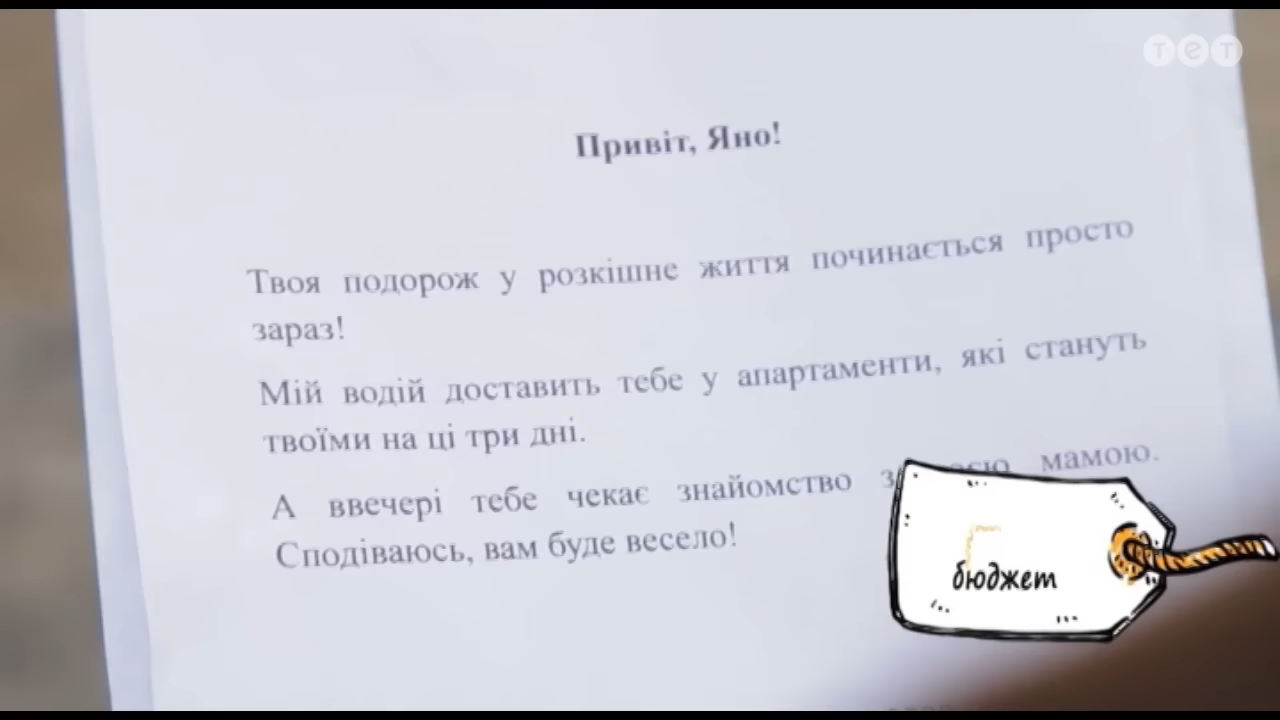 тет
Привіт, Яно!
Твоя подорож у розкішне життя починається просто
зараз!
Мій водій доставить тебе у апартаменти, які стануть
твоїми на ці три дні.
А ввечері тебе чекає знайомство мамою.
Сподіваюсь, вам буде весело!
бюджет